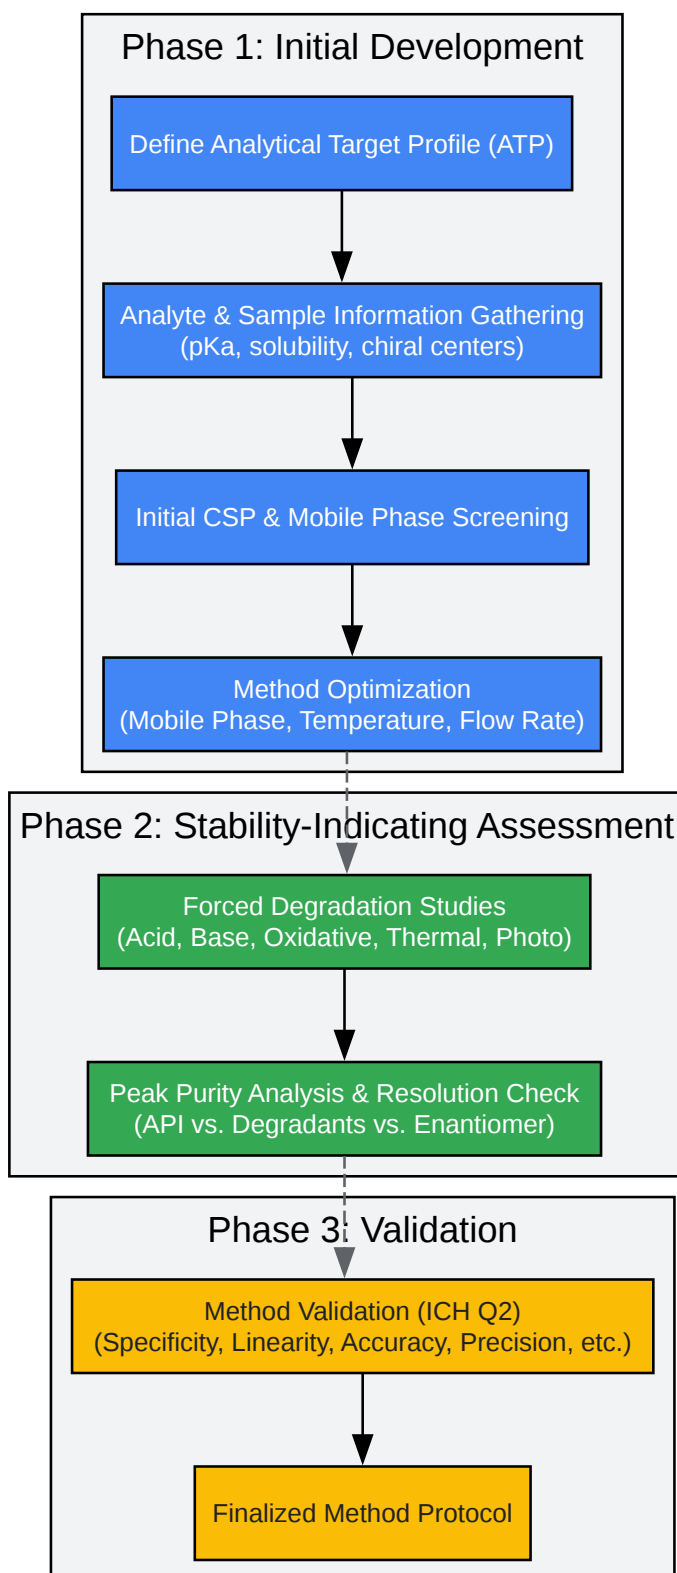 Phase 1: Initial Development
Define Analytical Target Profile (ATP)
Analyte & Sample Information Gathering
(pKa, solubility, chiral centers)
Initial CSP & Mobile Phase Screening
Method Optimization
(Mobile Phase, Temperature, Flow Rate)
Phase 2: Stability-Indicating Assessment
Forced Degradation Studies
(Acid, Base, Oxidative, Thermal, Photo)
Peak Purity Analysis & Resolution Check
(API vs. Degradants vs. Enantiomer)
Phase 3: Validation
Method Validation (ICH Q2)
(Specificity, Linearity, Accuracy, Precision, etc.)
Finalized Method Protocol